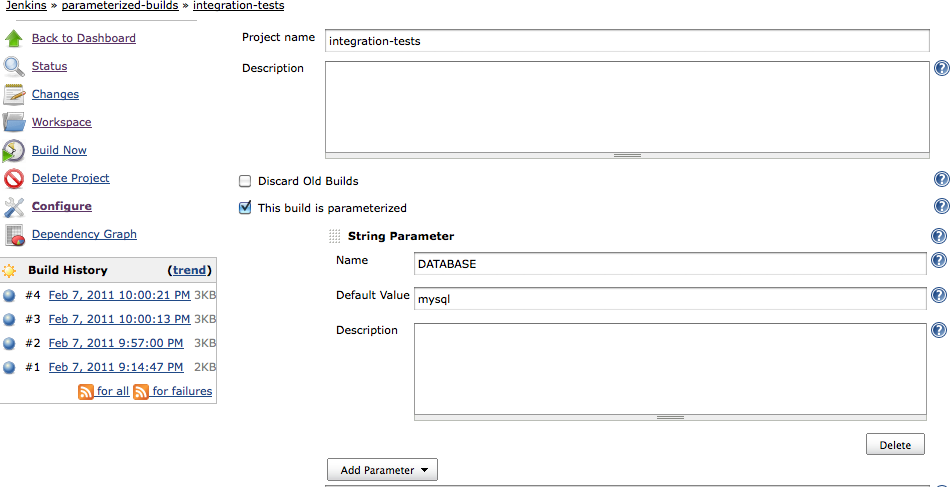 Jenkins » parameterized-builds » integration-tests
Back to Dashboard
Status
Changes
Workspace
Build Now
Delete Project
Configure
Dependency Graph
Build History (trend)
#4 Feb 7, 2011 10:00:21 PM 3KB
#3 Feb 7, 2011 10:00:13 PM 3KB
#2 Feb 7, 2011 9:57:00 PM 3KB
#1 Feb 7, 2011 9:14:47 PM 2KB
for all for failures
Project name integration-tests
Description
Discard Old Builds
This build is parameterized
String Parameter
Name DATABASE
Default Value mysql
Description
Delete
Add Parameter